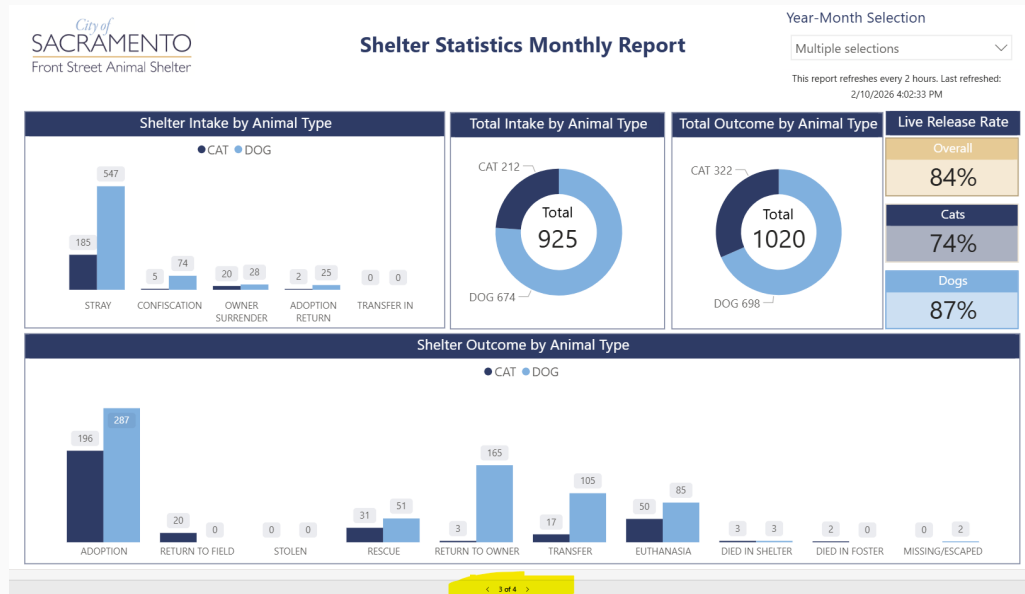 City of
SACRAMENTO
Front Street Animal Shelter
Shelter Statistics Monthly Report
Year-Month Selection
Multiple selections
This report refreshes every 2 hours. Last refreshed:
2/10/2026 4:02:33 PM
Shelter Intake by Animal Type
CAT DOG
547
185
5
74
20
28
2
25
0
0
STRAY
CONFISCATION
OWNER
SURRENDER
ADOPTION
RETURN
TRANSFER IN
Total Intake by Animal Type
CAT 212
Total
925
DOG 674
Total Outcome by Animal Type
CAT 322
Total
1020
DOG 698
Live Release Rate
Overall
84%
Cats
74%
Dogs
87%
Shelter Outcome by Animal Type
CAT DOG
196
287
20
0
0
0
31
51
3
165
17
105
50
85
3
3
2
0
0
2
ADOPTION
RETURN TO FIELD
STOLEN
RESCUE
RETURN TO OWNER
TRANSFER
EUTHANASIA
DIED IN SHELTER
DIED IN FOSTER
MISSING/ESCAPED
< 3 of 4 >